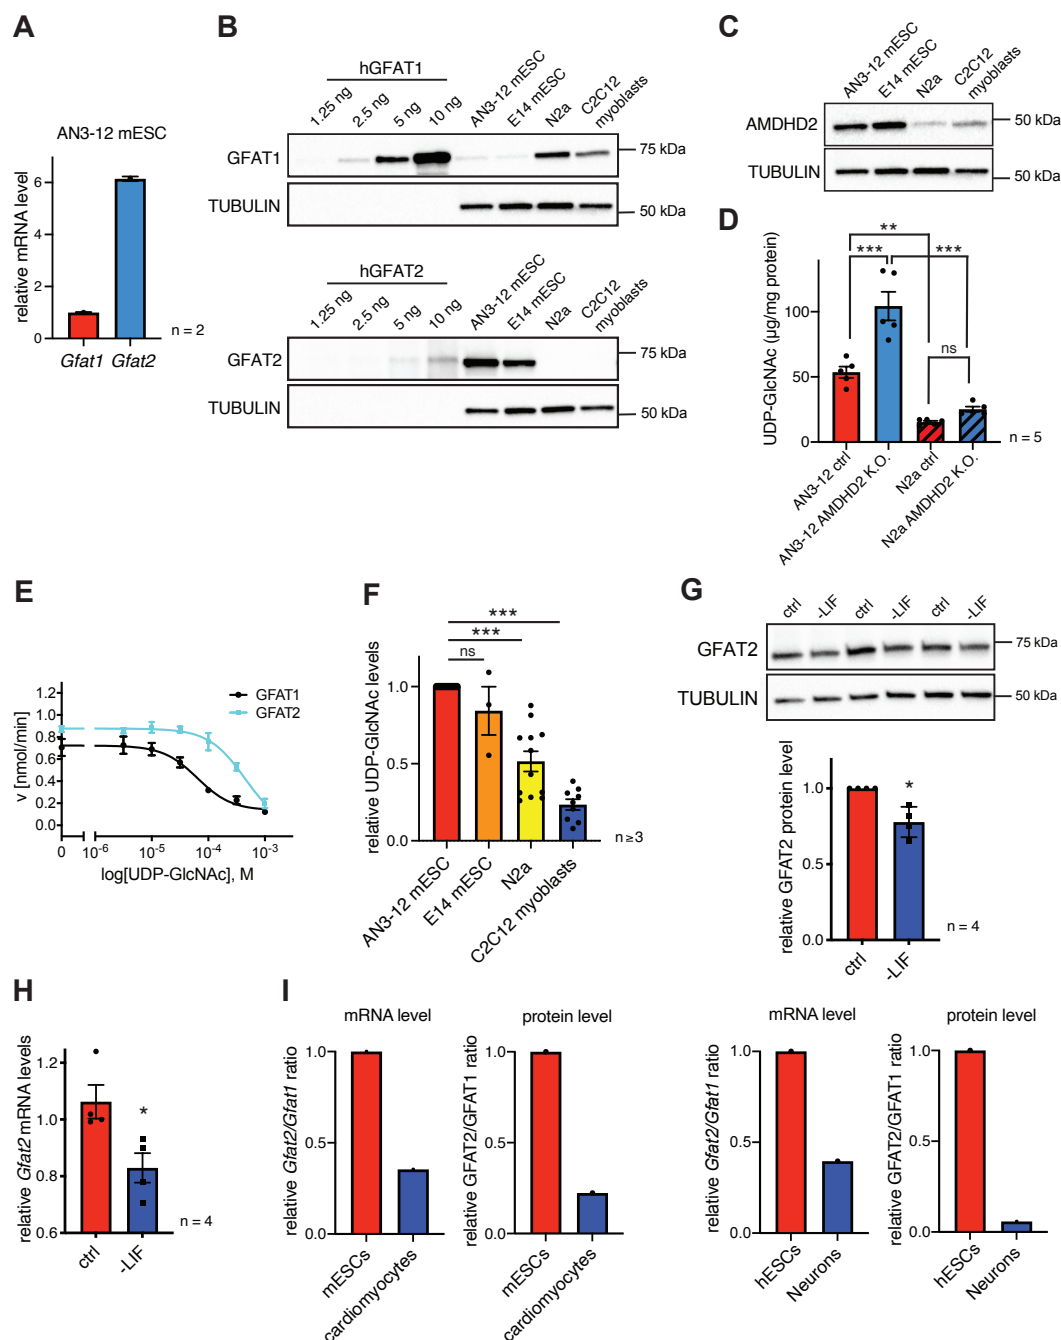 A
AN3-12 mESC
relative mRNA level
6
4
2
0
Gfat1
Gfat2
n = 2
B
hGFAT1
1.25 ng
2.5 ng
5 ng
10 ng
AN3-12 mESC
E14 mESC
N2a
C2C12
myoblasts
GFAT1
75 kDa
TUBULIN
50 kDa
hGFAT2
1.25 ng
2.5 ng
5 ng
10 ng
AN3-12 mESC
E14 mESC
N2a
C2C12
myoblasts
GFAT2
75 kDa
TUBULIN
50 kDa
C
AN3-12 mESC
E14 mESC
N2a
C2C12
myoblasts
AMDHD2
50 kDa
TUBULIN
50 kDa
D
UDP-GlcNAc (µg/mg protein)
100
50
0
**
***
***
ns
AN3-12 ctrl
AN3-12 AMDHD2 K.O.
N2a ctrl
N2a AMDHD2 K.O.
n = 5
E
v [nmol/min]
1.2
1.0
0.8
0.6
0.4
0.2
0.0
GFAT1
GFAT2
0
10-6
10-5
10-4
10-3
log[UDP-GlcNAc], M
F
relative UDP-GlcNAc levels
1.0
0.5
0.0
***
***
ns
AN3-12 mESC
E14 mESC
N2a
C2C12 myoblasts
n ≥3
G
ctrl
-LIF
ctrl
-LIF
ctrl
-LIF
GFAT2
75 kDa
TUBULIN
50 kDa
relative GFAT2 protein level
1.0
0.5
0.0
*
ctrl
-LIF
n = 4
H
relative Gfat2 mRNA levels
1.2
1.0
0.8
0.6
*
ctrl
-LIF
n = 4
I
mRNA level
relative Gfat2/Gfat1 ratio
1.0
0.5
0.0
mESCs
cardiomyocytes
protein level
relative GFAT2/GFAT1 ratio
1.0
0.5
0.0
mESCs
cardiomyocytes
mRNA level
relative Gfat2/Gfat1 ratio
1.0
0.5
0.0
hESCs
Neurons
protein level
relative GFAT2/GFAT1 ratio
1.0
0.5
0.0
hESCs
Neurons